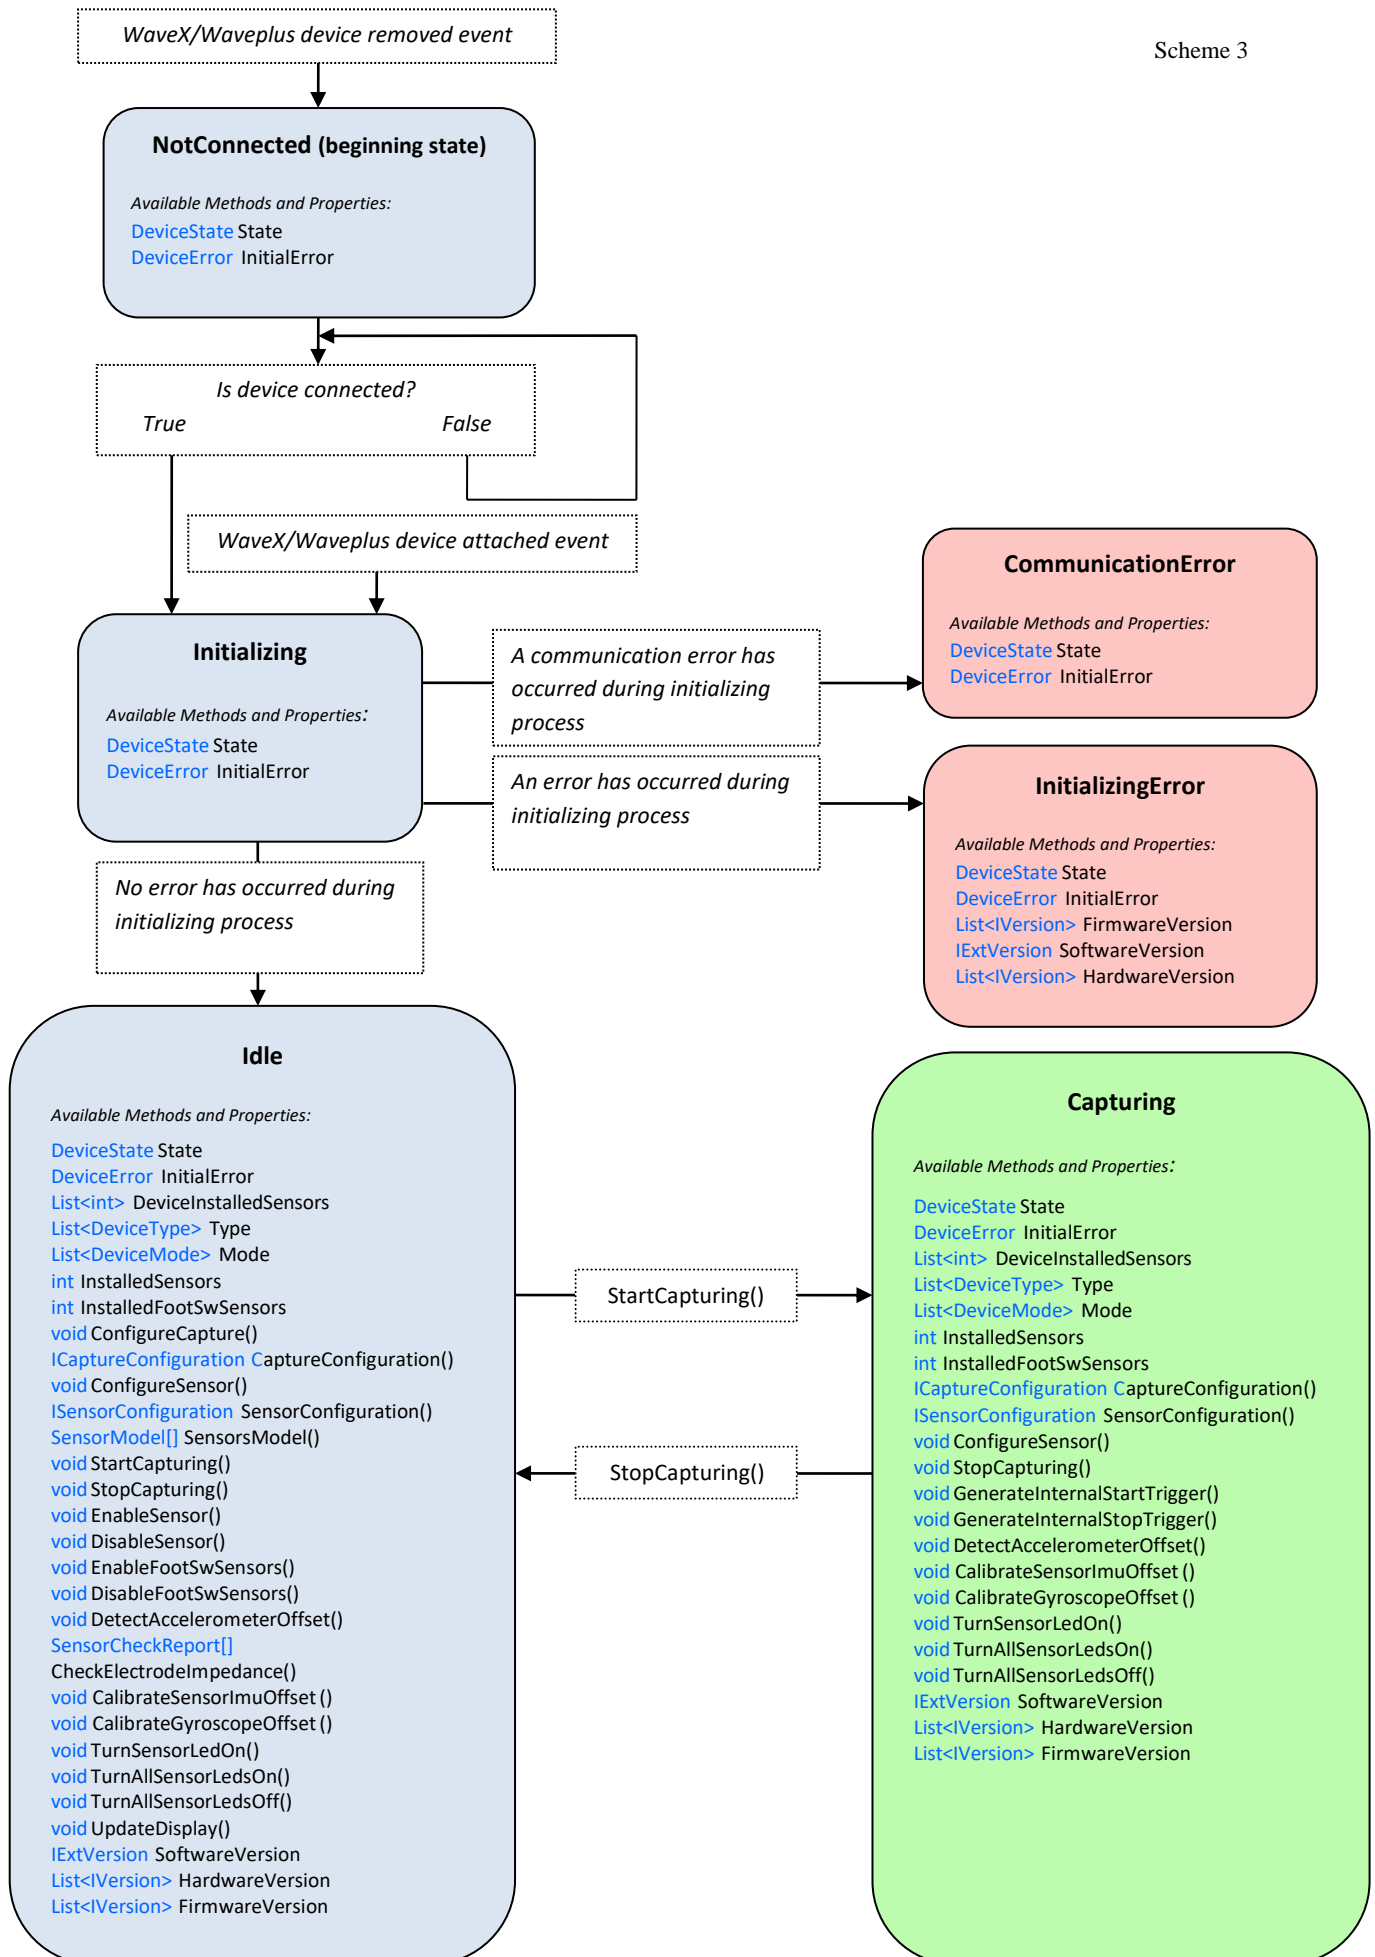 WaveX/Waveplus device removed event
Scheme 3
NotConnected (beginning state)
Available Methods and Properties:
DeviceState State
DeviceError InitialError
Is device connected?
True False
WaveX/Waveplus device attached event
Initializing
Available Methods and Properties:
DeviceState State
DeviceError InitialError
A communication error has
occurred during initializing
process
CommunicationError
Available Methods and Properties:
DeviceState State
DeviceError InitialError
An error has occurred during
initializing process
InitializingError
Available Methods and Properties:
DeviceState State
DeviceError InitialError
List<IVersion> FirmwareVersion
IExtVersion SoftwareVersion
List<IVersion> HardwareVersion
No error has occurred during
initializing process
Idle
Available Methods and Properties:
DeviceState State
DeviceError InitialError
List<int> DeviceInstalledSensors
List<DeviceType> Type
List<DeviceMode> Mode
int InstalledSensors
int InstalledFootSwSensors
void ConfigureCapture()
ICaptureConfiguration CaptureConfiguration()
void ConfigureSensor()
ISensorConfiguration SensorConfiguration()
SensorModel[] SensorsModel()
void StartCapturing()
void StopCapturing()
void EnableSensor()
void DisableSensor()
void EnableFootSwSensors()
void DisableFootSwSensors()
void DetectAccelerometerOffset()
SensorCheckReport[]
CheckElectrodeImpedance()
void CalibrateSensorImuOffset ()
void CalibrateGyroscopeOffset ()
void TurnSensorLedOn()
void TurnAllSensorLedsOn()
void TurnAllSensorLedsOff()
void UpdateDisplay()
IExtVersion SoftwareVersion
List<IVersion> HardwareVersion
List<IVersion> FirmwareVersion
StartCapturing()
StopCapturing()
Capturing
Available Methods and Properties:
DeviceState State
DeviceError InitialError
List<int> DeviceInstalledSensors
List<DeviceType> Type
List<DeviceMode> Mode
int InstalledSensors
int InstalledFootSwSensors
ICaptureConfiguration CaptureConfiguration()
ISensorConfiguration SensorConfiguration()
void ConfigureSensor()
void StopCapturing()
void GenerateInternalStartTrigger()
void GenerateInternalStopTrigger()
void DetectAccelerometerOffset()
void CalibrateSensorImuOffset ()
void CalibrateGyroscopeOffset ()
void TurnSensorLedOn()
void TurnAllSensorLedsOn()
void TurnAllSensorLedsOff()
IExtVersion SoftwareVersion
List<IVersion> HardwareVersion
List<IVersion> FirmwareVersion